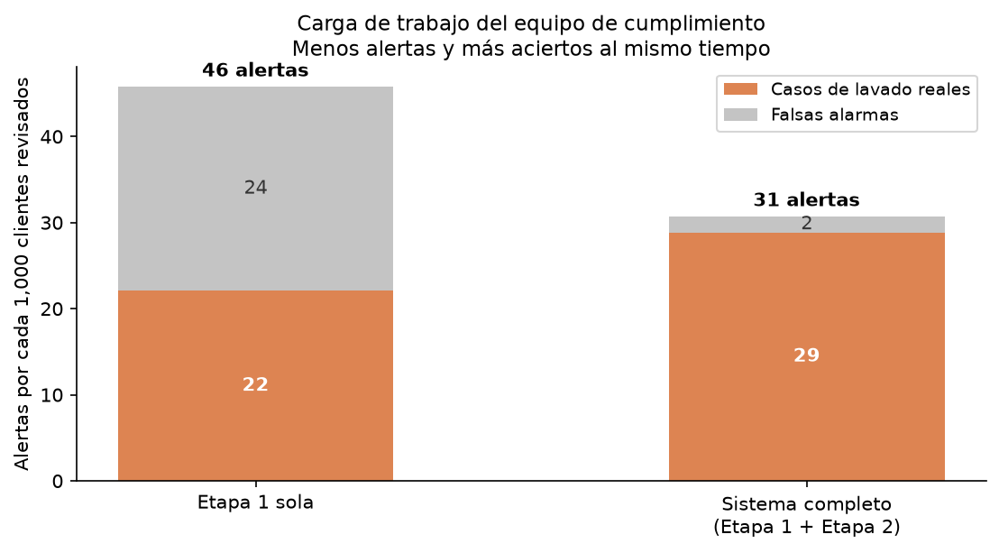 Carga de trabajo del equipo de cumplimiento
Menos alertas y más aciertos al mismo tiempo
Alertas por cada 1,000 clientes revisados
40
30
20
10
0
46 alertas
24
22
31 alertas
2
29
Casos de lavado reales
Falsas alarmas
Etapa 1 sola
Sistema completo
(Etapa 1 + Etapa 2)